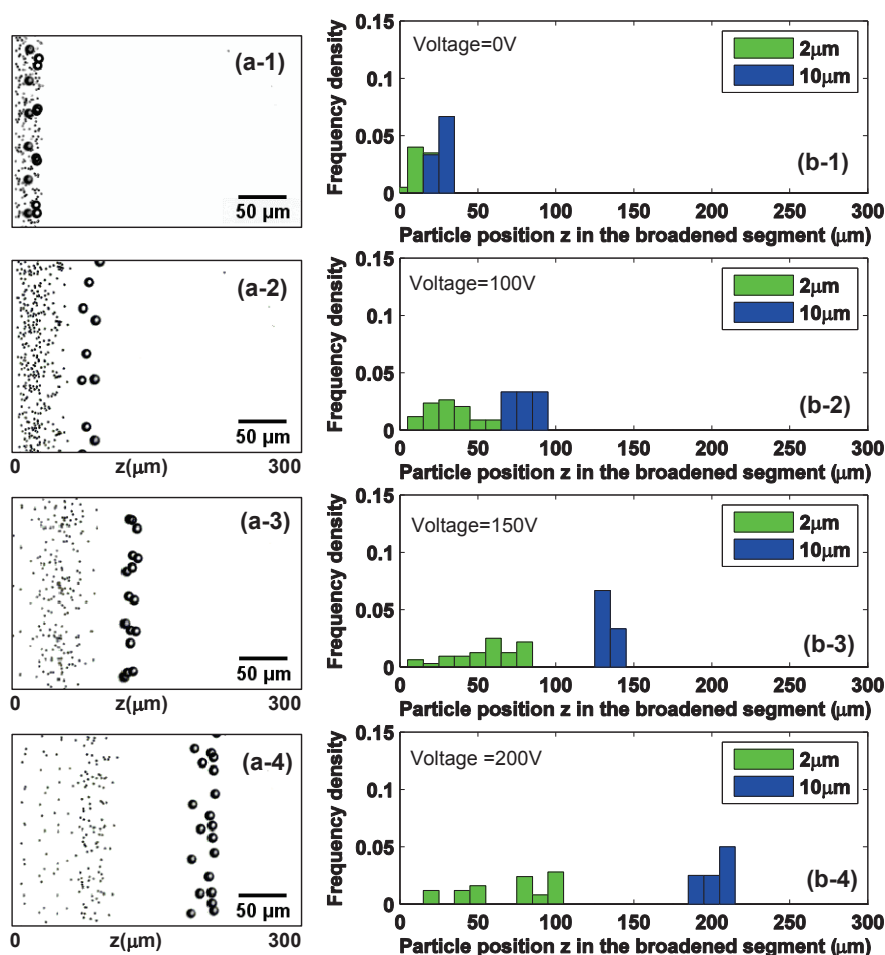 (a-1)
50 μm
0.15
0.1
0.05
0
Frequency density
Voltage=0V
2μm
10μm
(b-1)
0 50 100 150 200 250 300
Particle position z in the broadened segment (μm)
(a-2)
50 μm
0 z(μm) 300
0.15
0.1
0.05
0
Frequency density
Voltage=100V
2μm
10μm
(b-2)
0 50 100 150 200 250 300
Particle position z in the broadened segment (μm)
(a-3)
50 μm
0 z(μm) 300
0.15
0.1
0.05
0
Frequency density
Voltage=150V
2μm
10μm
(b-3)
0 50 100 150 200 250 300
Particle position z in the broadened segment (μm)
(a-4)
50 μm
0 z(μm) 300
0.15
0.1
0.05
0
Frequency density
Voltage =200V
2μm
10μm
(b-4)
0 50 100 150 200 250 300
Particle position z in the broadened segment (μm)